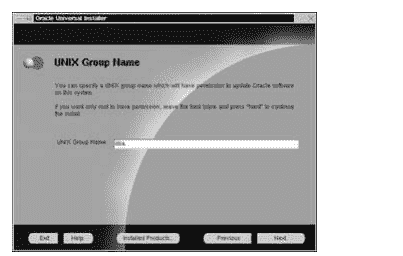 Oracle Universal Installer
UNIX Group Name
You can specify a UNIX group name which will have permission to update Oracle software
on this system.
If you want only root to have permission, leave the field blank and press "Next" to continue
the install.
UNIX Group Name
dba
Exit
Help
Installed Products...
Previous
Next